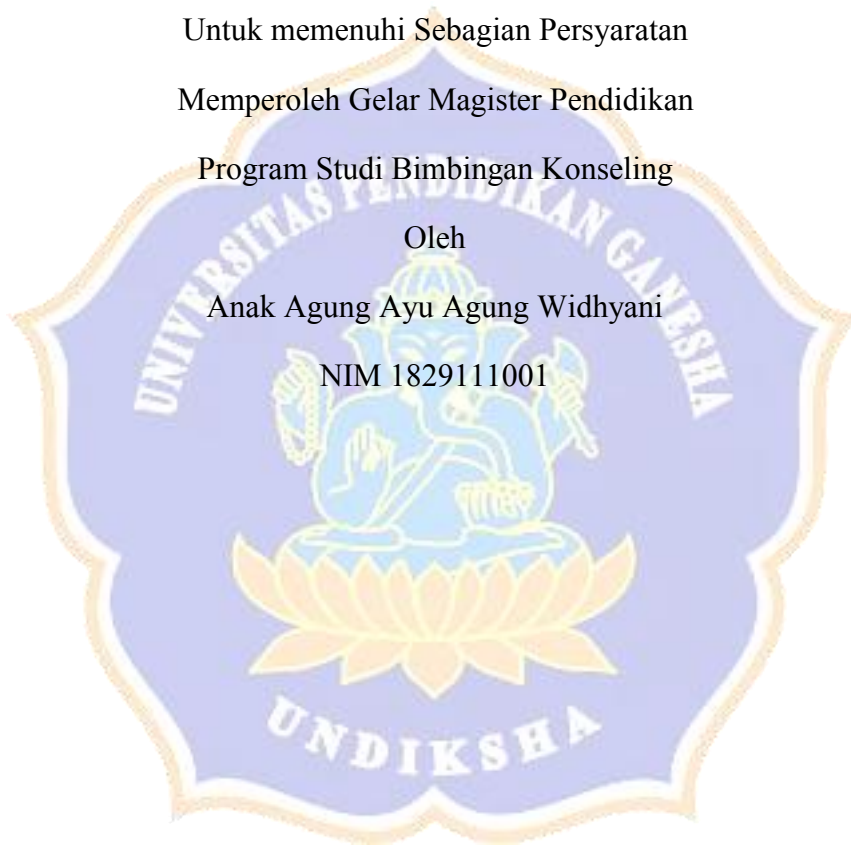 Untuk memenuhi Sebagian Persyaratan
Memperoleh Gelar Magister Pendidikan
Program Studi Bimbingan Konseling
UNIVERSITAS PENDIDIKAN GANESHA
Oleh
Anak Agung Ayu Agung Widhyani
NIM 1829111001
UNDIKSHA